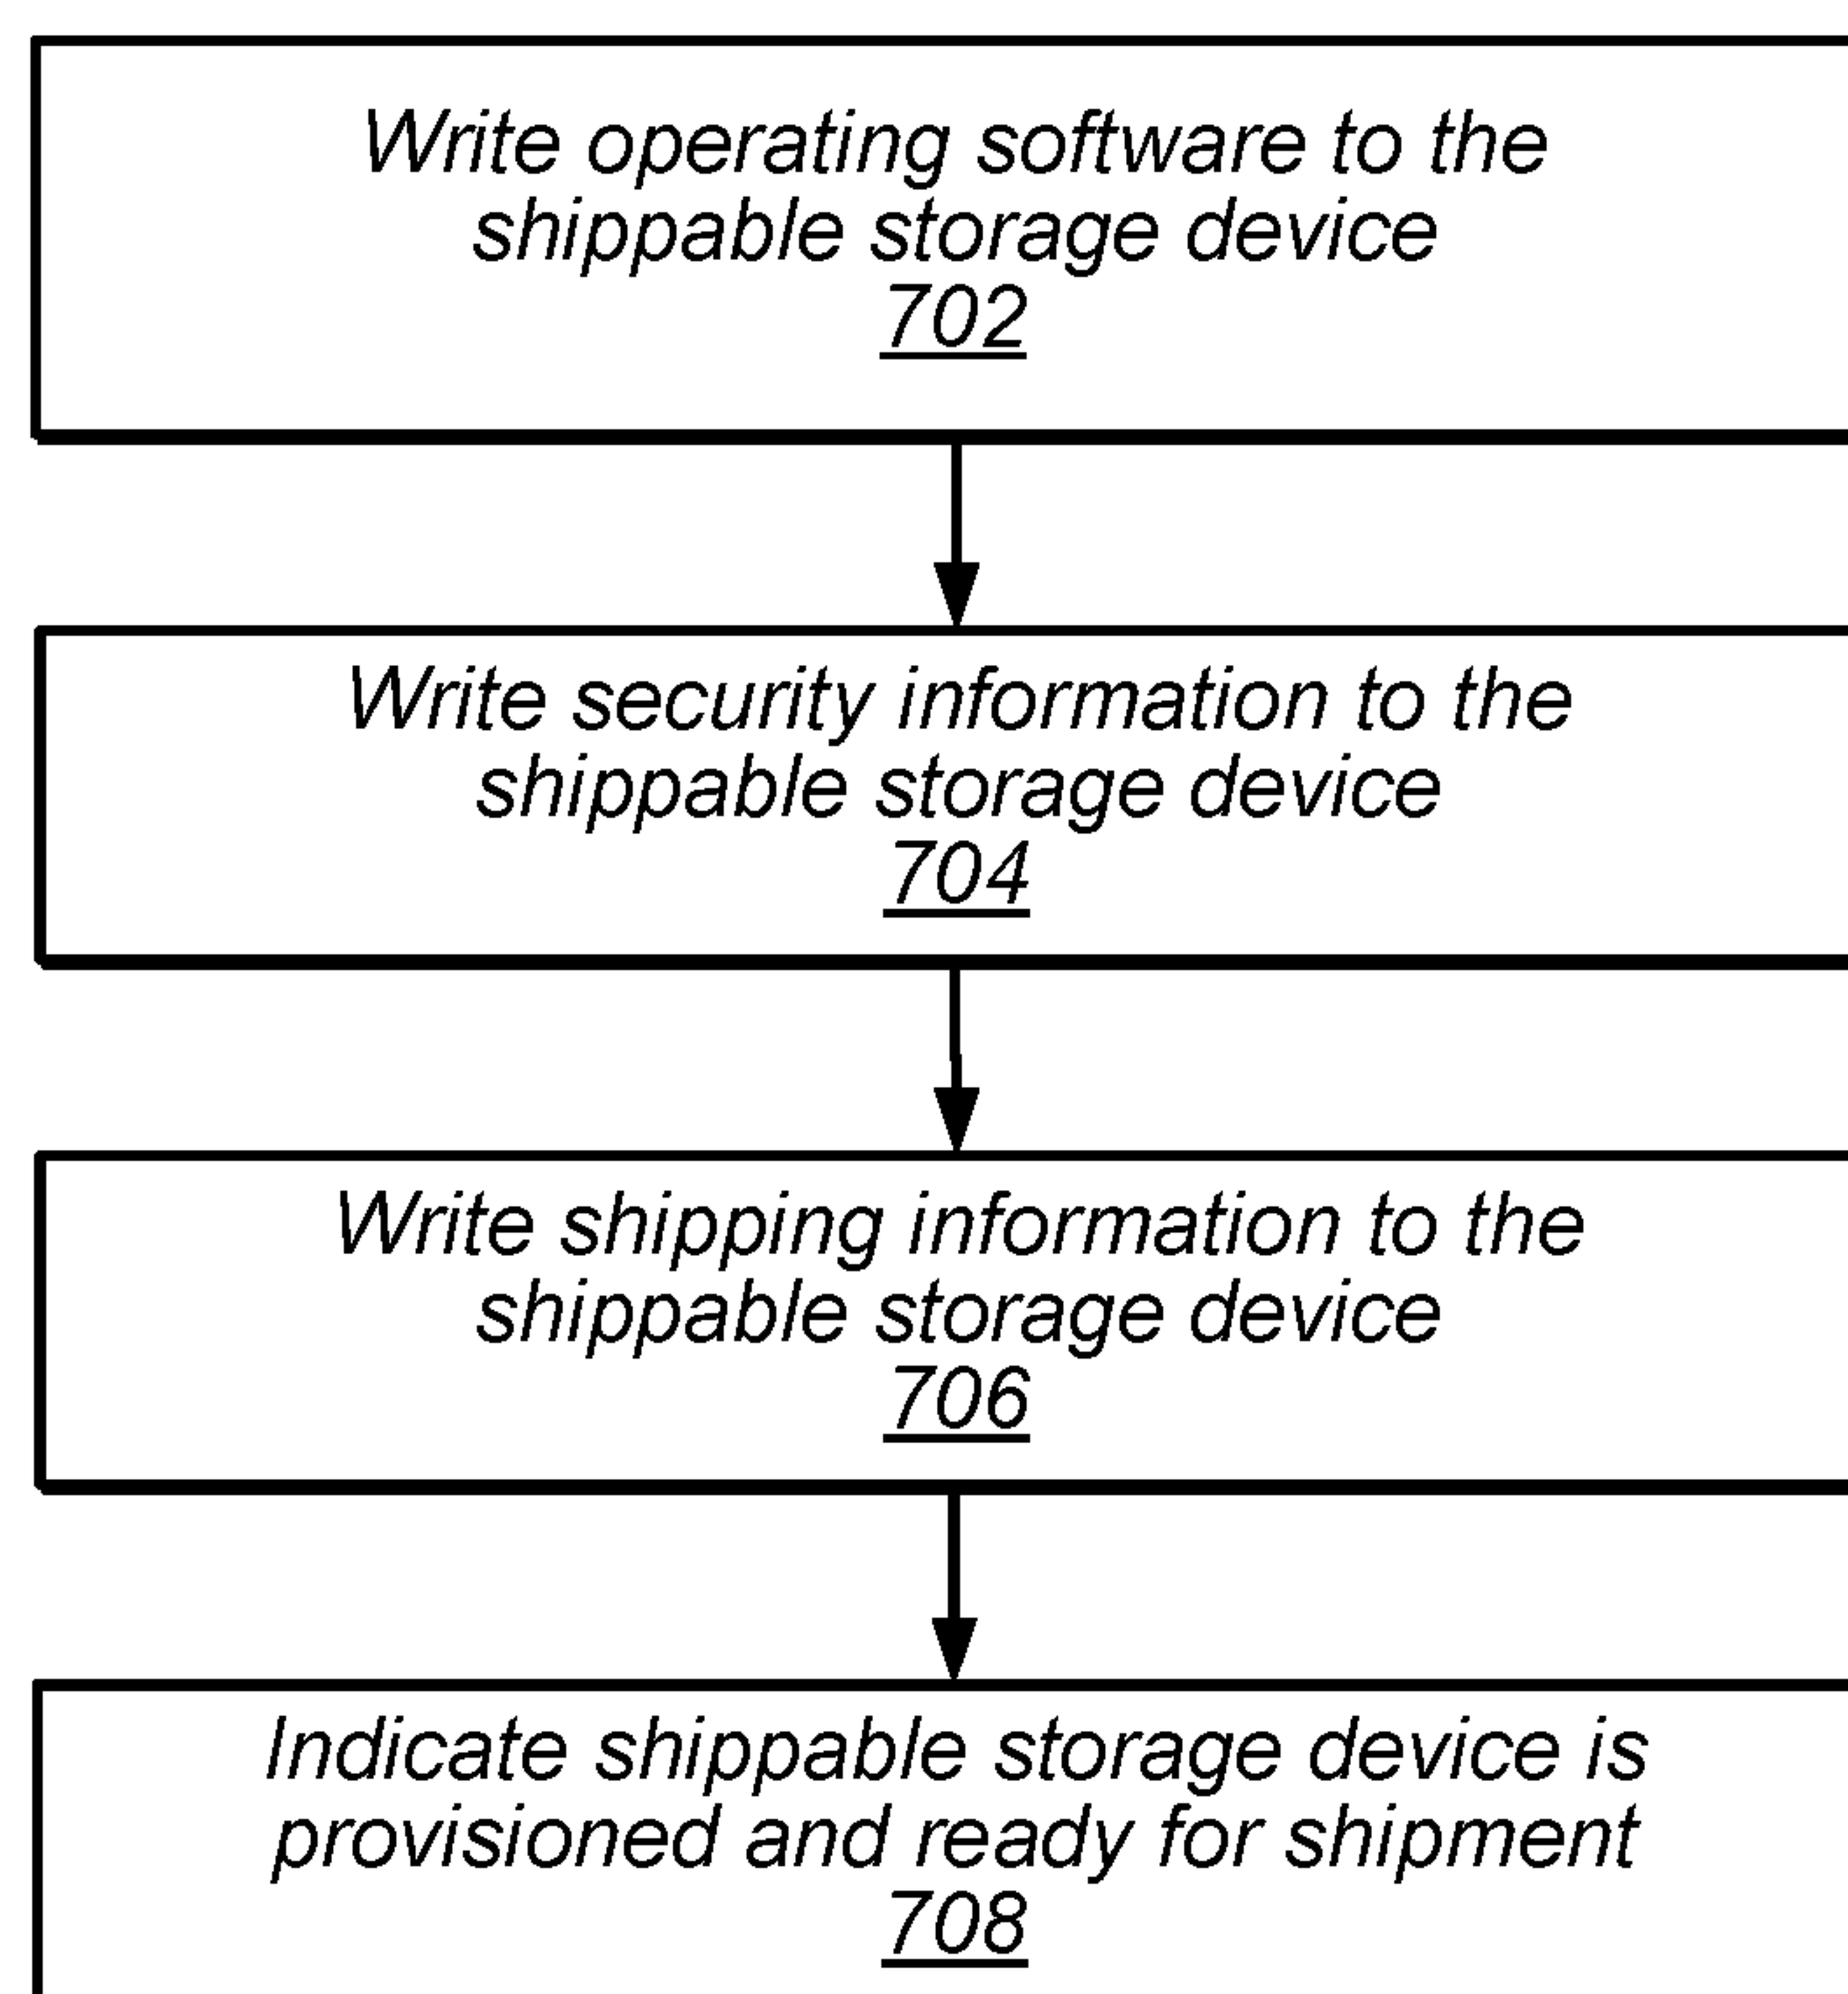 Write operating software to the
shippable storage device
702
Write security information to the
shippable storage device
704
Write shipping information to the
shippable storage device
706
Indicate shippable storage device is
provisioned and ready for shipment
708